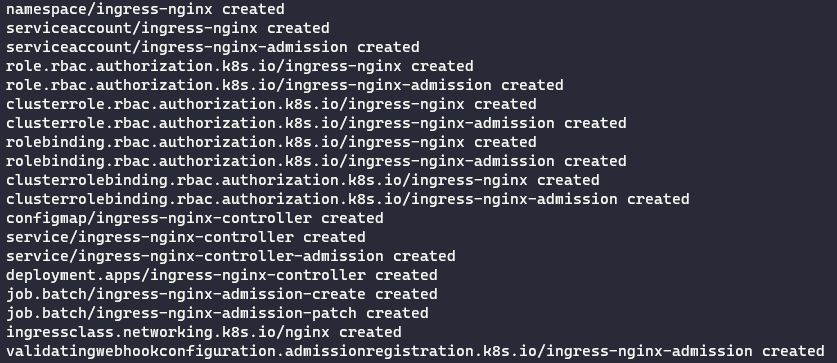 namespace/ingress-nginx created
serviceaccount/ingress-nginx created
serviceaccount/ingress-nginx-admission created
role.rbac.authorization.k8s.io/ingress-nginx created
role.rbac.authorization.k8s.io/ingress-nginx-admission created
clusterrole.rbac.authorization.k8s.io/ingress-nginx created
clusterrole.rbac.authorization.k8s.io/ingress-nginx-admission created
rolebinding.rbac.authorization.k8s.io/ingress-nginx created
rolebinding.rbac.authorization.k8s.io/ingress-nginx-admission created
clusterrolebinding.rbac.authorization.k8s.io/ingress-nginx created
clusterrolebinding.rbac.authorization.k8s.io/ingress-nginx-admission created
configmap/ingress-nginx-controller created
service/ingress-nginx-controller created
service/ingress-nginx-controller-admission created
deployment.apps/ingress-nginx-controller created
job.batch/ingress-nginx-admission-create created
job.batch/ingress-nginx-admission-patch created
ingressclass.networking.k8s.io/nginx created
validatingwebhookconfiguration.admissionregistration.k8s.io/ingress-nginx-admission created